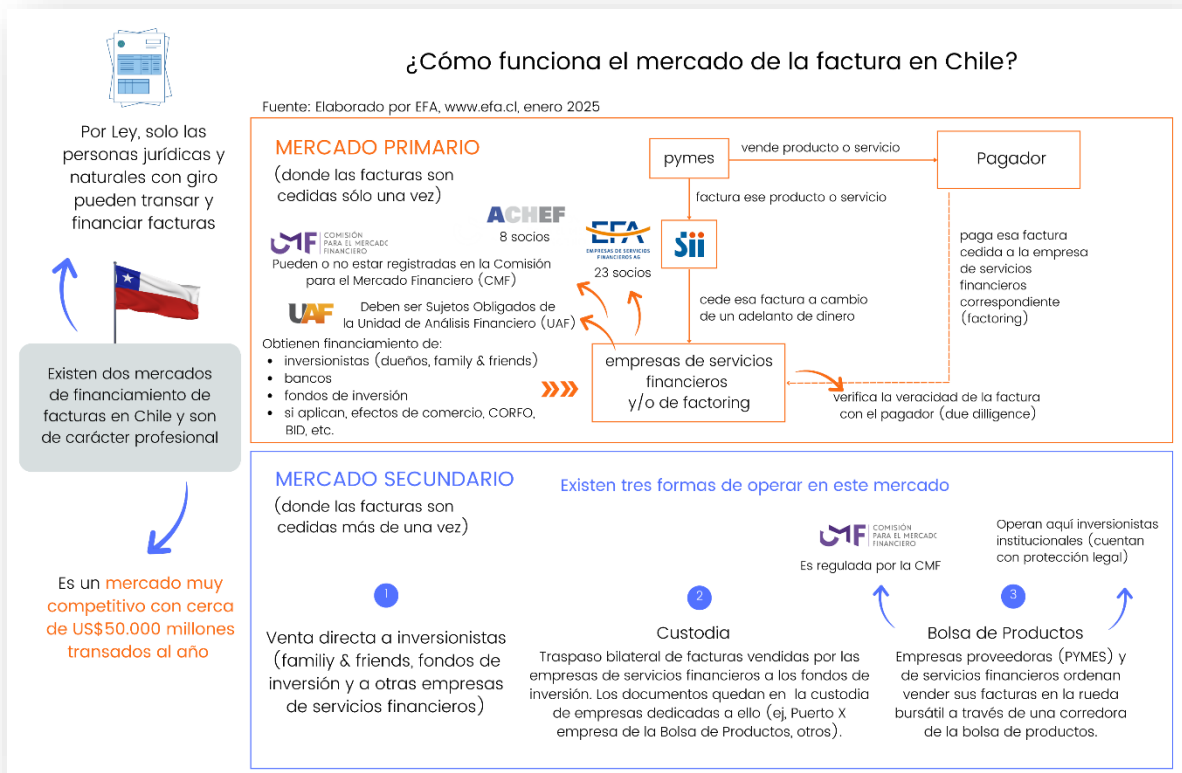 ¿Cómo funciona el mercado de la factura en Chile?
Fuente: Elaborado por EFA, www.efa.cl, enero 2025
Por Ley, solo las
personas jurídicas y
naturales con giro
pueden transar y
financiar facturas
Existen dos mercados
de financiamiento de
facturas en Chile y son
de carácter profesional
Es un mercado muy
competitivo con cerca
de US$50.000 millones
transados al año
MERCADO PRIMARIO
(donde las facturas son
cedidas sólo una vez)
ACHEF
8 socios
EFA
EMPRESAS DE SERVICIOS
FINANCIEROS AG
23 socios
CMF
COMISIÓN
PARA EL MERCADO
FINANCIERO
Pueden o no estar registradas en la Comisión
para el Mercado Financiero (CMF)
UAF
Deben ser Sujetos Obligados de
la Unidad de Análisis Financiero (UAF)
Obtienen financiamiento de:
• inversionistas (dueños, family & friends)
• bancos
• fondos de inversión
• si aplican, efectos de comercio, CORFO,
BID, etc.
pymes
vende producto o servicio
Pagador
factura ese producto o servicio
Sii
cede esa factura a cambio
de un adelanto de dinero
paga esa factura
cedida a la empresa
de servicios
financieros
correspondiente
(factoring)
empresas de servicios
financieros
y/o de factoring
verifica la veracidad de la factura
con el pagador (due dilligence)
MERCADO SECUNDARIO
(donde las facturas son
cedidas más de una vez)
Existen tres formas de operar en este mercado
1
Venta directa a inversionistas
(familiy & friends, fondos de
inversión y a otras empresas
de servicios financieros)
2
Custodia
Traspaso bilateral de facturas vendidas por las
empresas de servicios financieros a los fondos de
inversión. Los documentos quedan en la custodia
de empresas dedicadas a ello (ej, Puerto X
empresa de la Bolsa de Productos, otros).
CMF
COMISIÓN
PARA EL MERCADO
FINANCIERO
Es regulada por la CMF
Operan aquí inversionistas
institucionales (cuentan
con protección legal)
3
Bolsa de Productos
Empresas proveedoras (PYMES) y
de servicios financieros ordenan
vender sus facturas en la rueda
bursátil a través de una corredora
de la bolsa de productos.